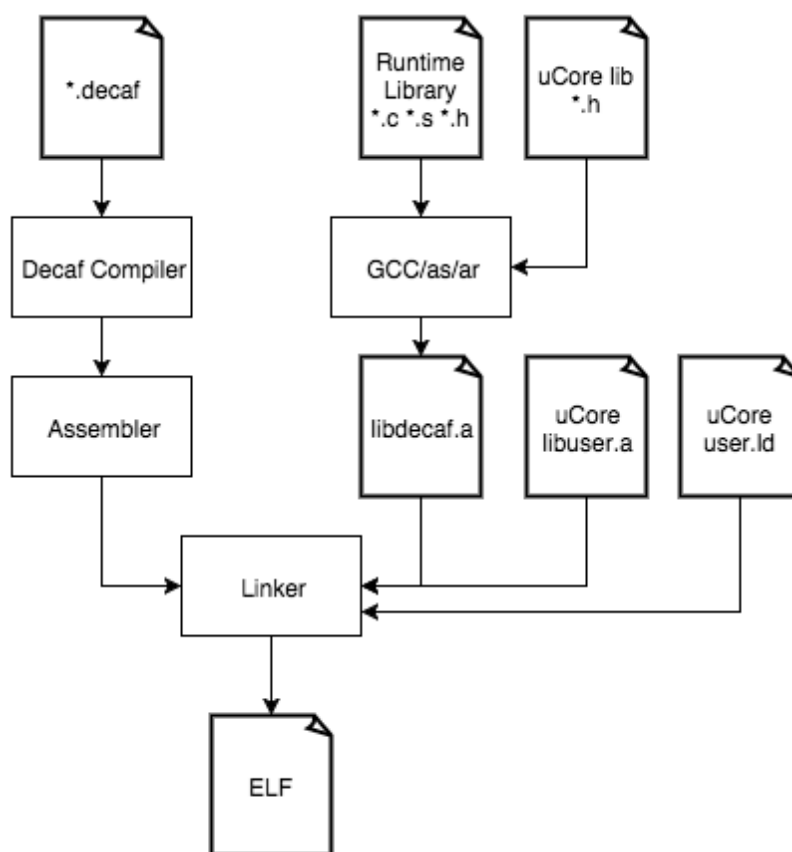 *.decaf
Runtime
Library
*.c *.s *.h
uCore lib
*.h
Decaf Compiler
GCC/as/ar
Assembler
libdecaf.a
uCore
libuser.a
uCore
user.ld
Linker
ELF